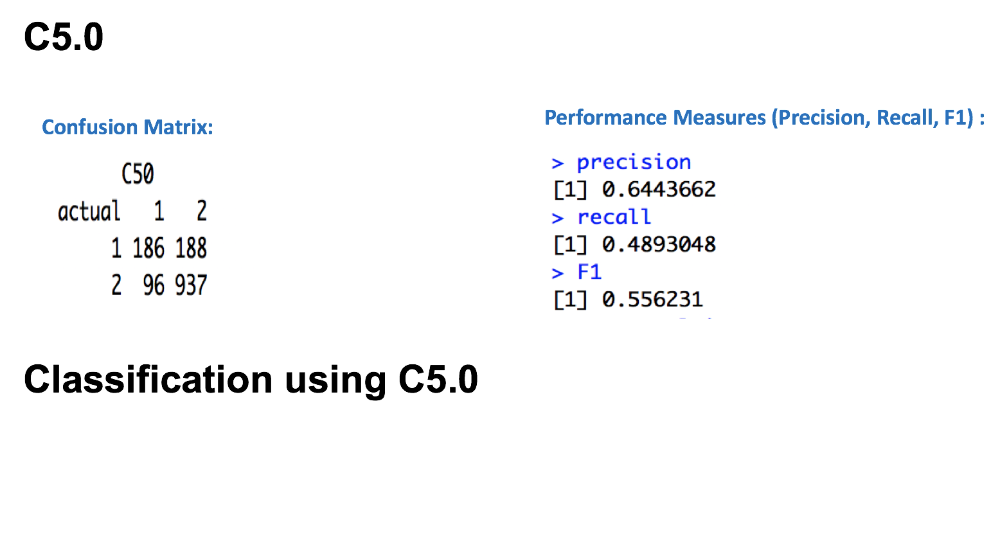 C5.0
Confusion Matrix:
C50
actual 1 2
1 186 188
2 96 937
Performance Measures (Precision, Recall, F1) :
> precision
[1] 0.6443662
> recall
[1] 0.4893048
> F1
[1] 0.556231
Classification using C5.0